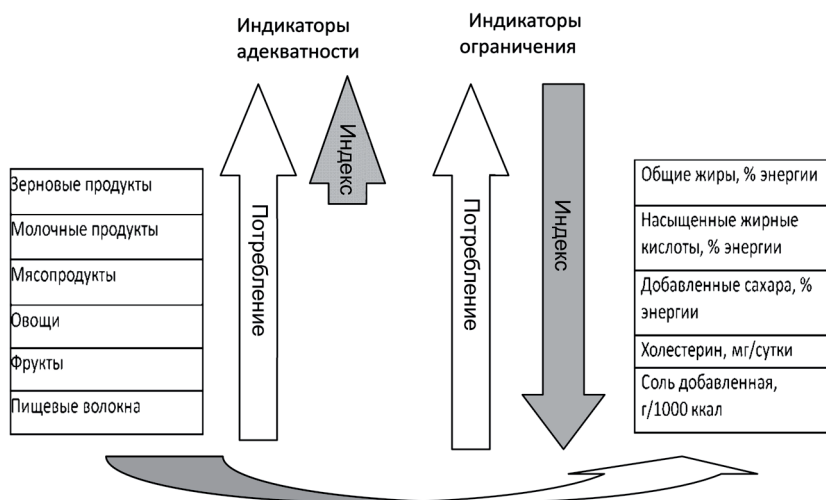 Индикаторы
адекватности
Индикаторы
ограничения
Зерновые продукты
Молочные продукты
Мясопродукты
Овощи
Фрукты
Пищевые волокна
Потребление
Индекс
Потребление
Индекс
Общие жиры, % энергии
Насыщенные жирные
кислоты, % энергии
Добавленные сахара, %
энергии
Холестерин, мг/сутки
Соль добавленная,
г/1000 ккал